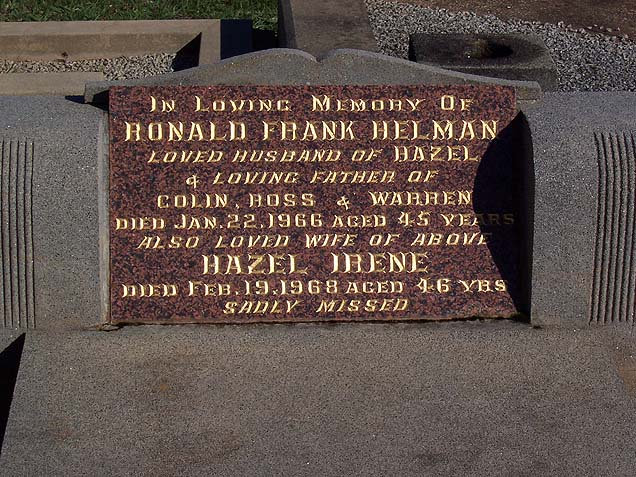 In Loving Memory Of
RONALD FRANK HELMAN
LOVED HUSBAND OF HAZEL
& LOVING FATHER OF
COLIN, ROSS & WARREN
DIED JAN. 22, 1966 AGED 45 YEARS
ALSO LOVED WIFE OF ABOVE
HAZEL IRENE
DIED FEB. 19, 1968 AGED 46 YRS
SADLY MISSED